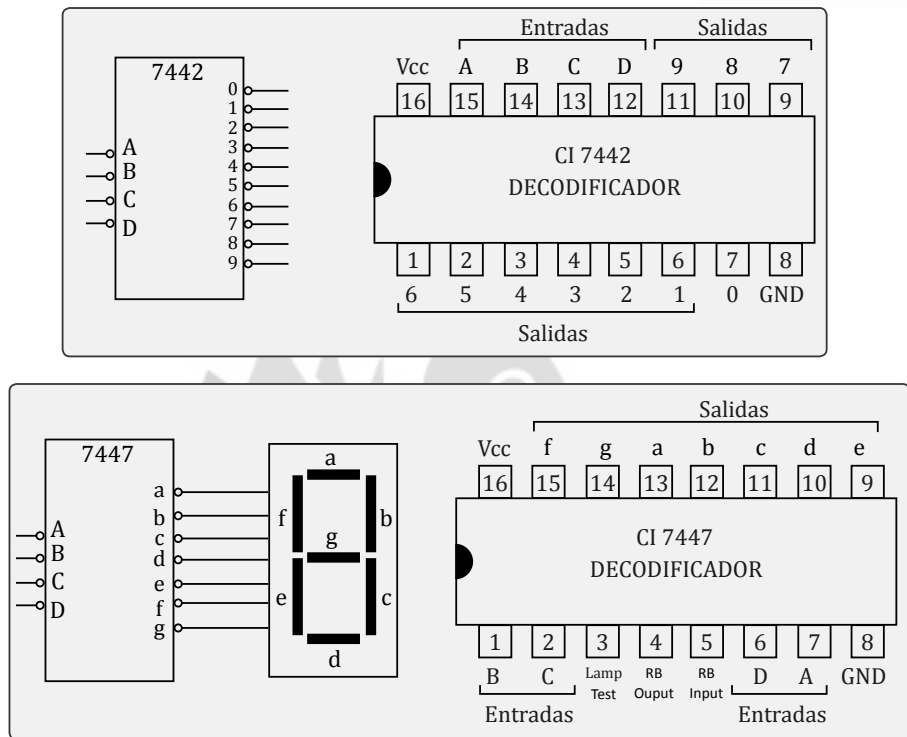 7442
0
1
2
3
4
5
6
7
8
9
A
B
C
D
Entradas Salidas
Vcc A B C D 9 8 7
16 15 14 13 12 11 10 9
CI 7442
DECODIFICADOR
1 2 3 4 5 6 7 8
6 5 4 3 2 1 0 GND
Salidas
7447
a
b
c
d
e
f
g
A
B
C
D
a
f b
g
e c
d
Salidas
Vcc f g a b c d e
16 15 14 13 12 11 10 9
CI 7447
DECODIFICADOR
1 2 3 4 5 6 7 8
B C Lamp Test RB Ouput RB Input D A GND
Entradas Entradas